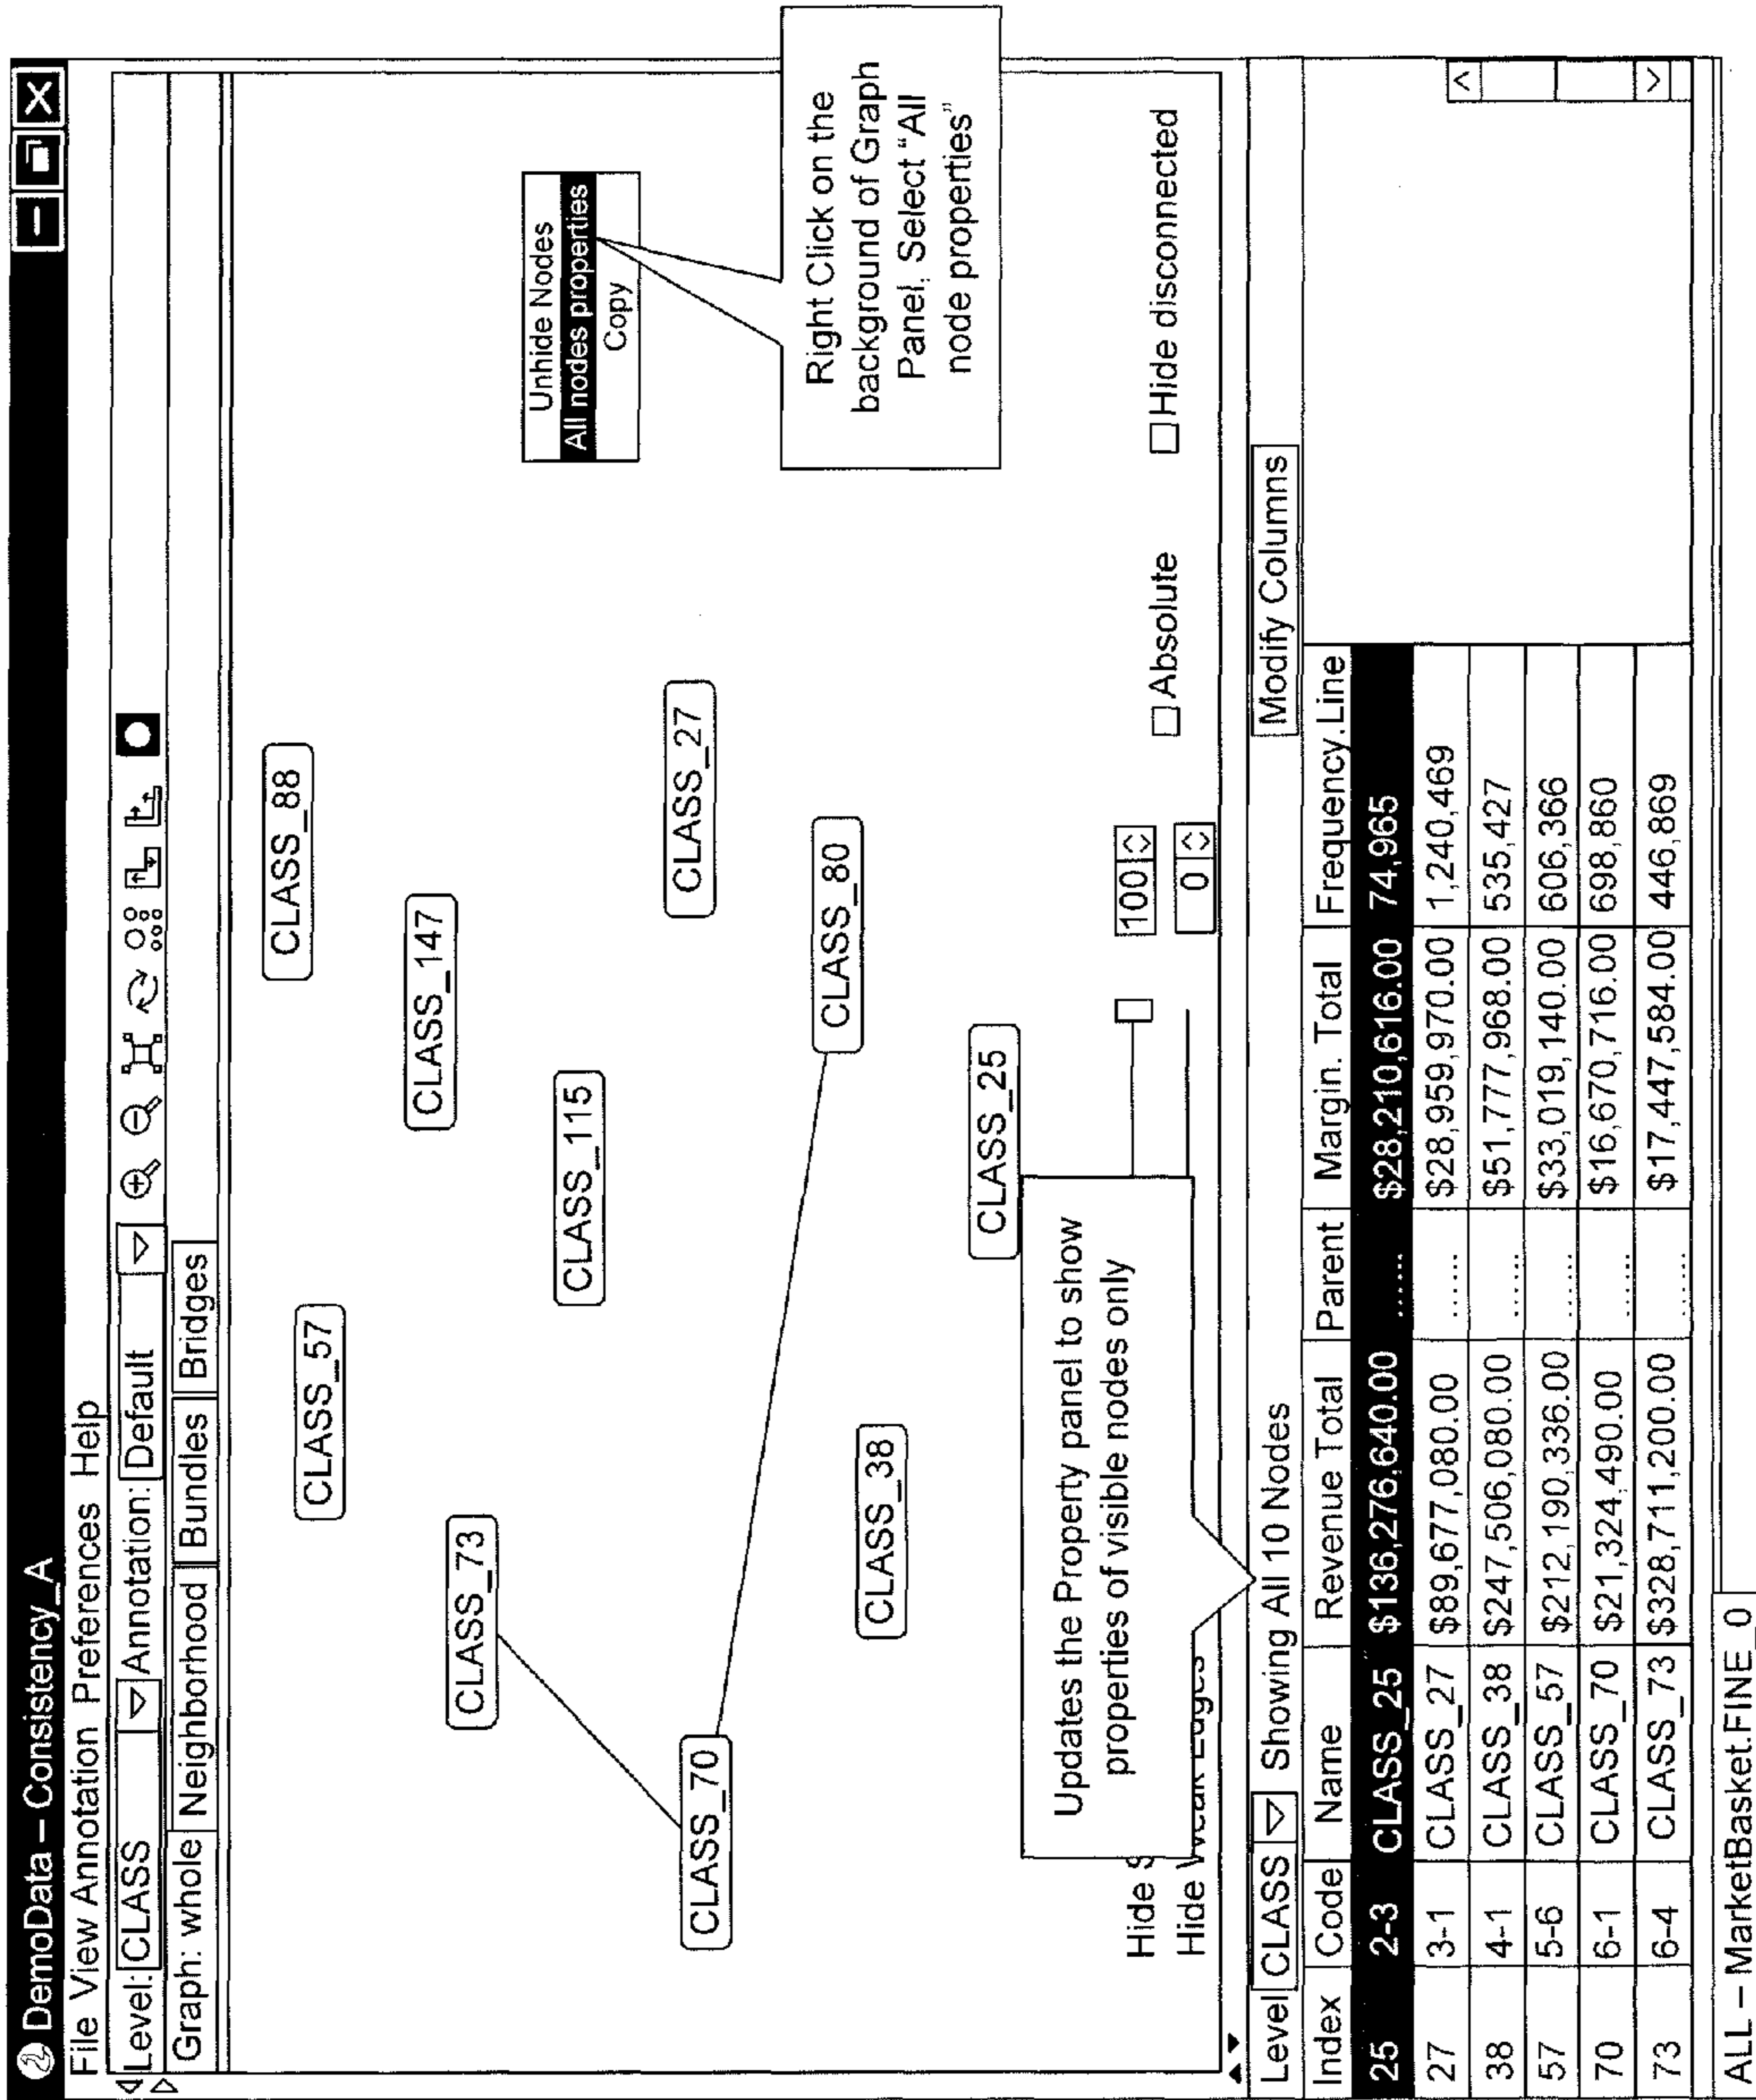 DemoData – Consistency_A
File View Annotation Preferences Help
Level: CLASS Annotation: Default
Graph: whole Neighborhood Bundles Bridges
CLASS_88
CLASS_57
CLASS_147
CLASS_73
Unhide Nodes
All nodes properties
Copy
CLASS_115
CLASS_27
CLASS_70
CLASS_80
CLASS_38
Right Click on the
background of Graph
Panel, Select “All
node properties”
CLASS_25
Updates the Property panel to show
properties of visible nodes only
Hide S 100 Absolute Hide disconnected
Hide Weak Edges 0
Level CLASS Showing All 10 Nodes Modify Columns
Index Code Name Revenue Total Parent Margin. Total Frequency.Line
25 2-3 CLASS_25 $136,276,640.00 ...... $28,210,616.00 74,965
27 3-1 CLASS_27 $89,677,080.00 ...... $28,959,970.00 1,240,469
38 4-1 CLASS_38 $247,506,080.00 ...... $51,777,968.00 535,427
57 5-6 CLASS_57 $212,190,336.00 ...... $33,019,140.00 606,366
70 6-1 CLASS_70 $21,324,490.00 ...... $16,670,716.00 698,860
73 6-4 CLASS_73 $328,711,200.00 ...... $17,447,584.00 446,869
ALL – MarketBasket.FINE_0